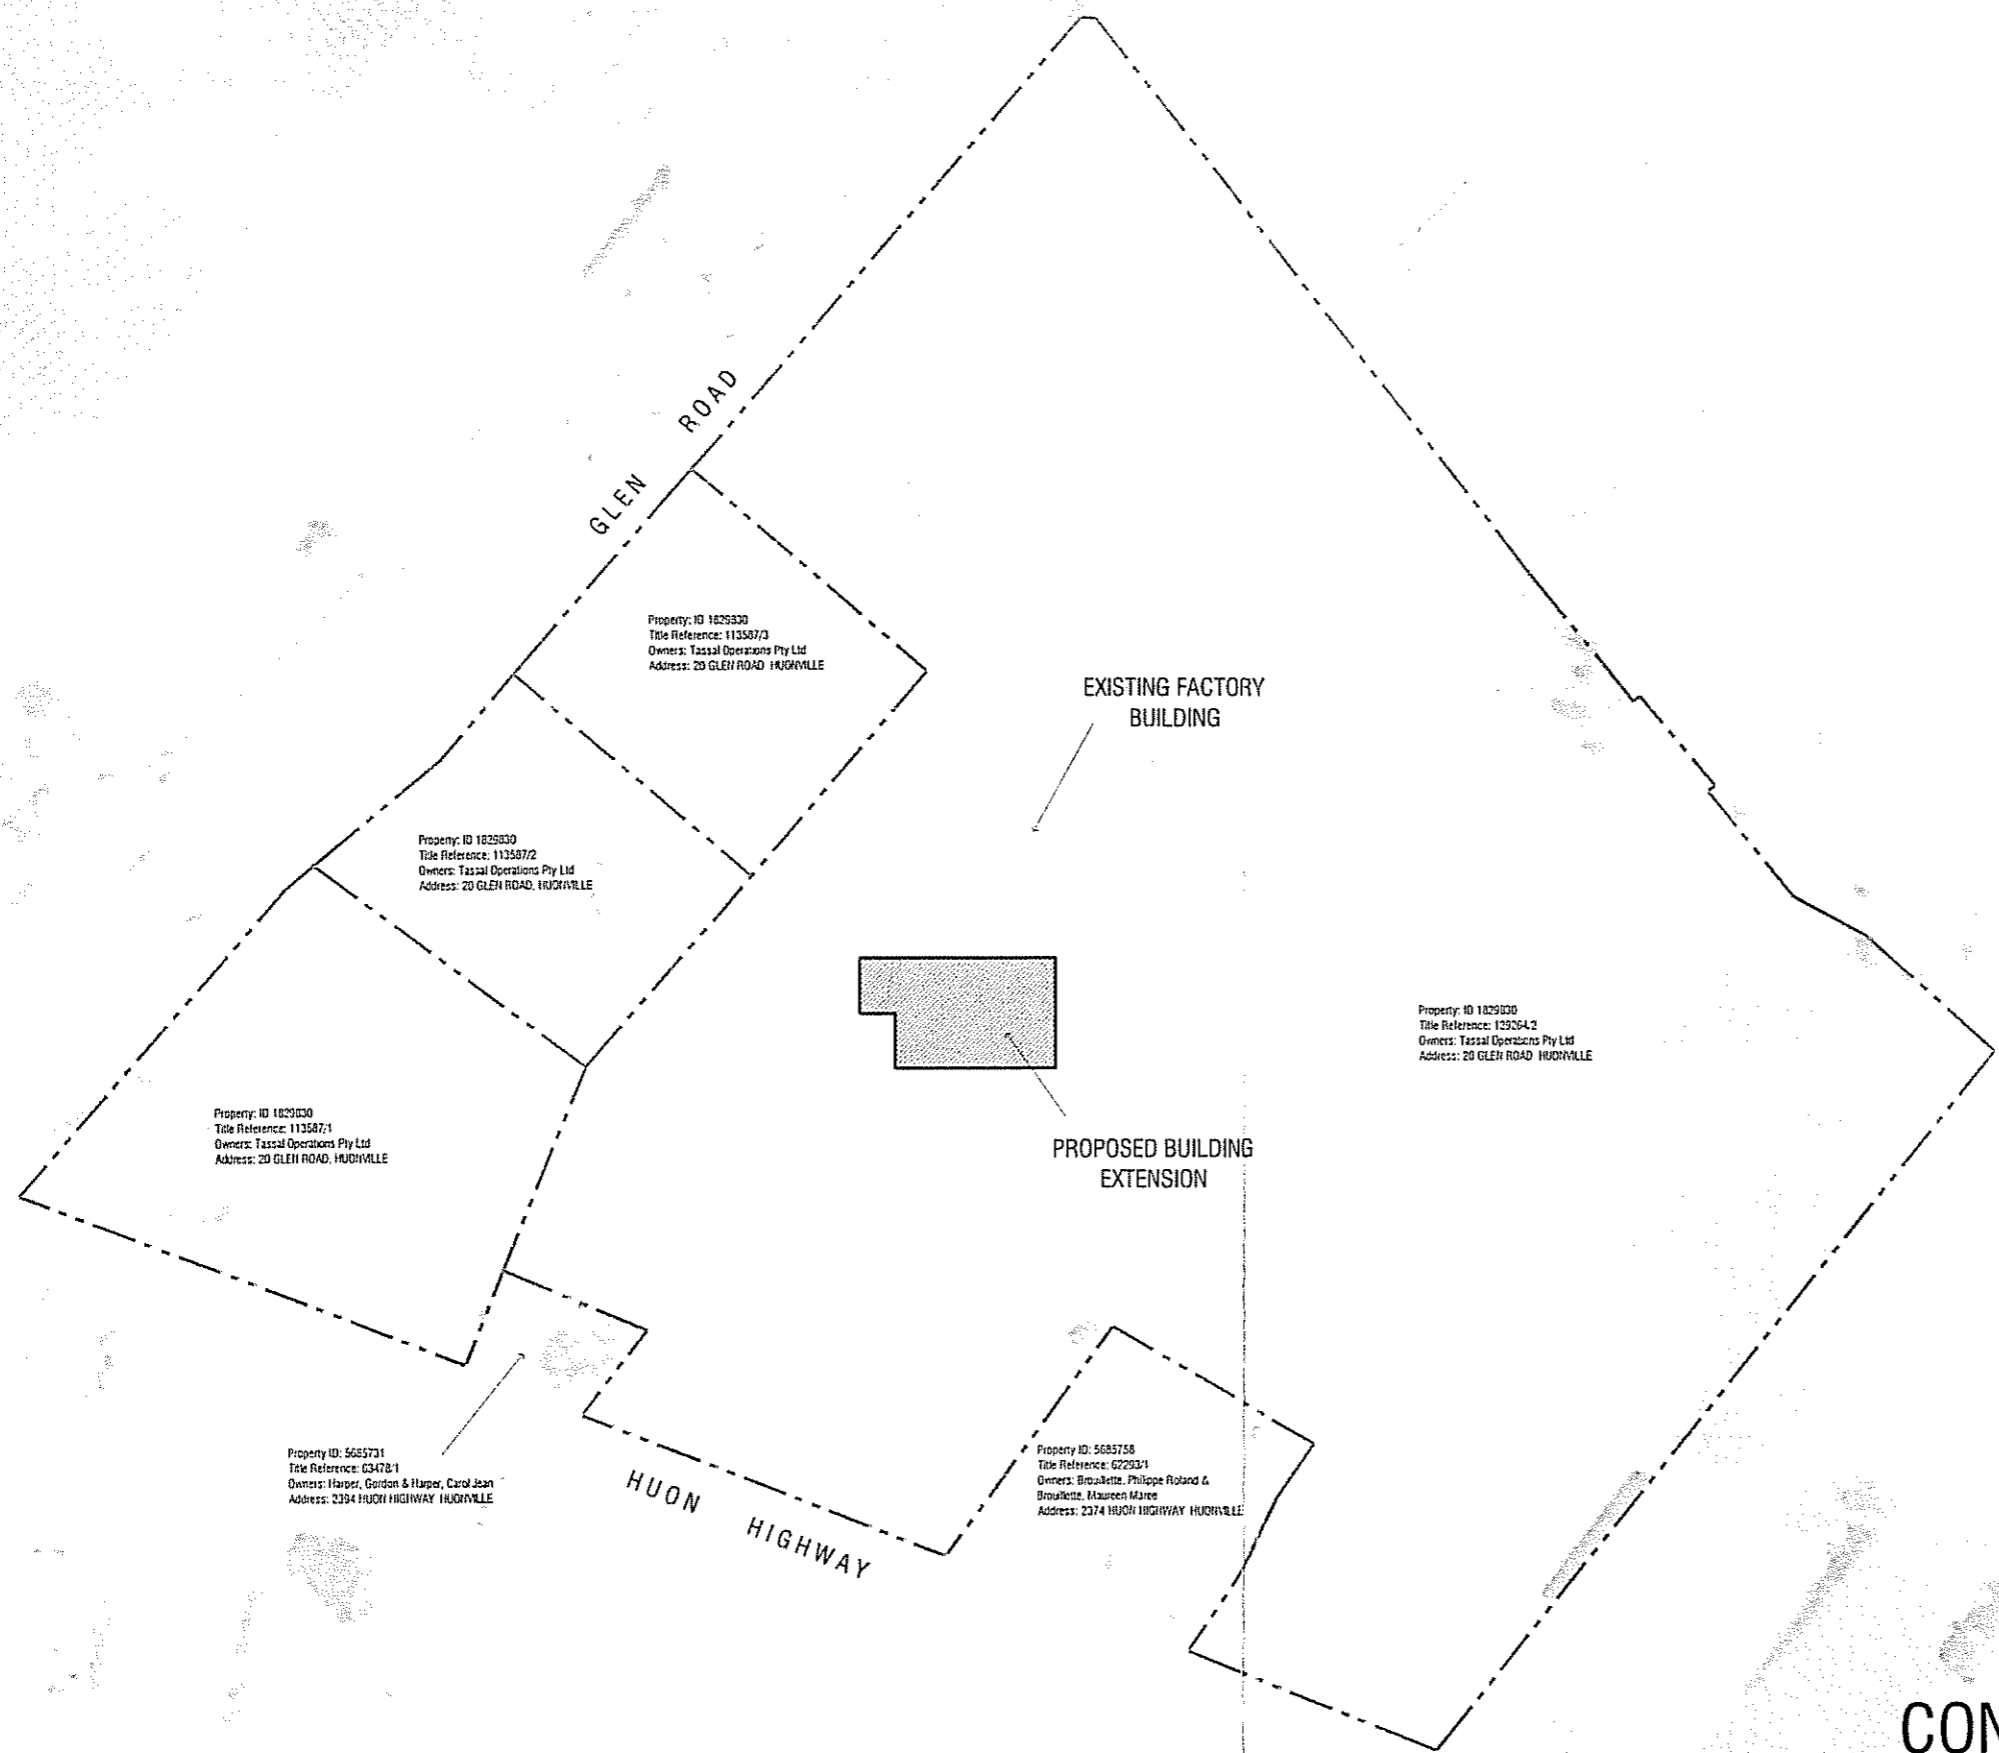 GLEN ROAD
Property: ID 1829830
Title Reference: 113587/3
Owners: Tassal Operations Pty Ltd
Address: 20 GLEN ROAD HUONVILLE
EXISTING FACTORY
BUILDING
Property: ID 1829830
Title Reference: 113587/2
Owners: Tassal Operations Pty Ltd
Address: 20 GLEN ROAD, HUONVILLE
Property: ID 1829830
Title Reference: 129264/2
Owners: Tassal Operations Pty Ltd
Address: 20 GLEN ROAD HUONVILLE
Property: ID 1829830
Title Reference: 113587/1
Owners: Tassal Operations Pty Ltd
Address: 20 GLEN ROAD, HUONVILLE
PROPOSED BUILDING
EXTENSION
Property ID: 5685731
Title Reference: 63478/1
Owners: Harper, Gordon & Harper, Carol Jean
Address: 2394 HUON HIGHWAY HUONVILLE
Property ID: 5685758
Title Reference: 62293/1
Owners: Brouillette, Philippe Roland &
Brouillette, Maureen Maree
Address: 2374 HUON HIGHWAY HUONVILLE
HUON HIGHWAY
CON